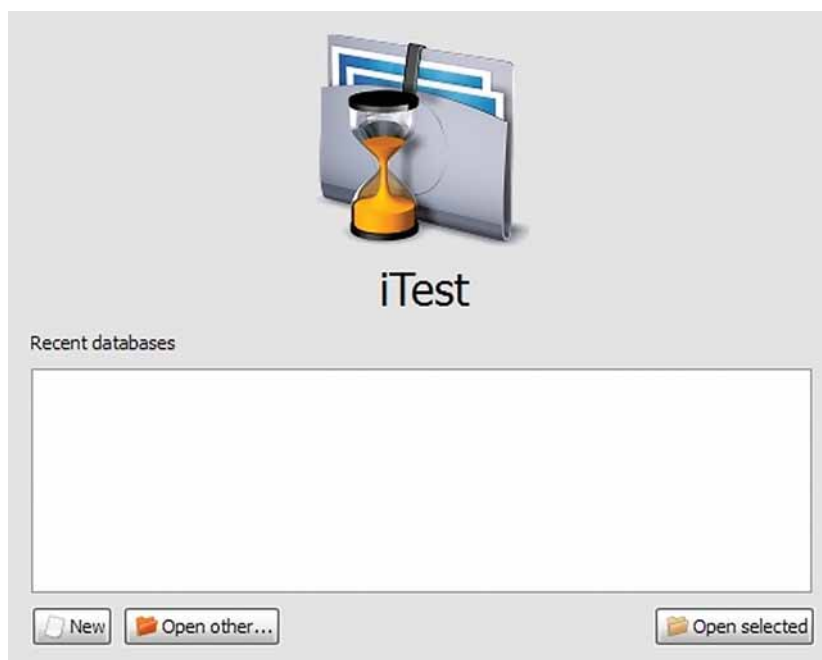 iTest
Recent databases
New
Open other...
Open selected